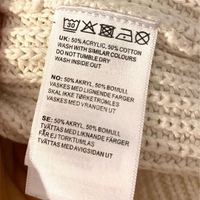 30
UK: 50% ACRYLIC, 50% COTTON
WASH WITH SIMILAR COLOURS
DO NOT TUMBLE DRY
WASH INSIDE OUT
NO: 50% AKRYL, 50% BOMULL
VASKES MED LIGNENDE FARGER
SKAL IKKE TØRKETROMLES
VASKES MED VRANGEN UT
SE: 50% AKRYL, 50% BOMULL
TVÄTTAS MED LIKNANDE FÄRGER
FÅR EJ TORKTUMLAS
TVÄTTAS MED AVIGSIDAN UT